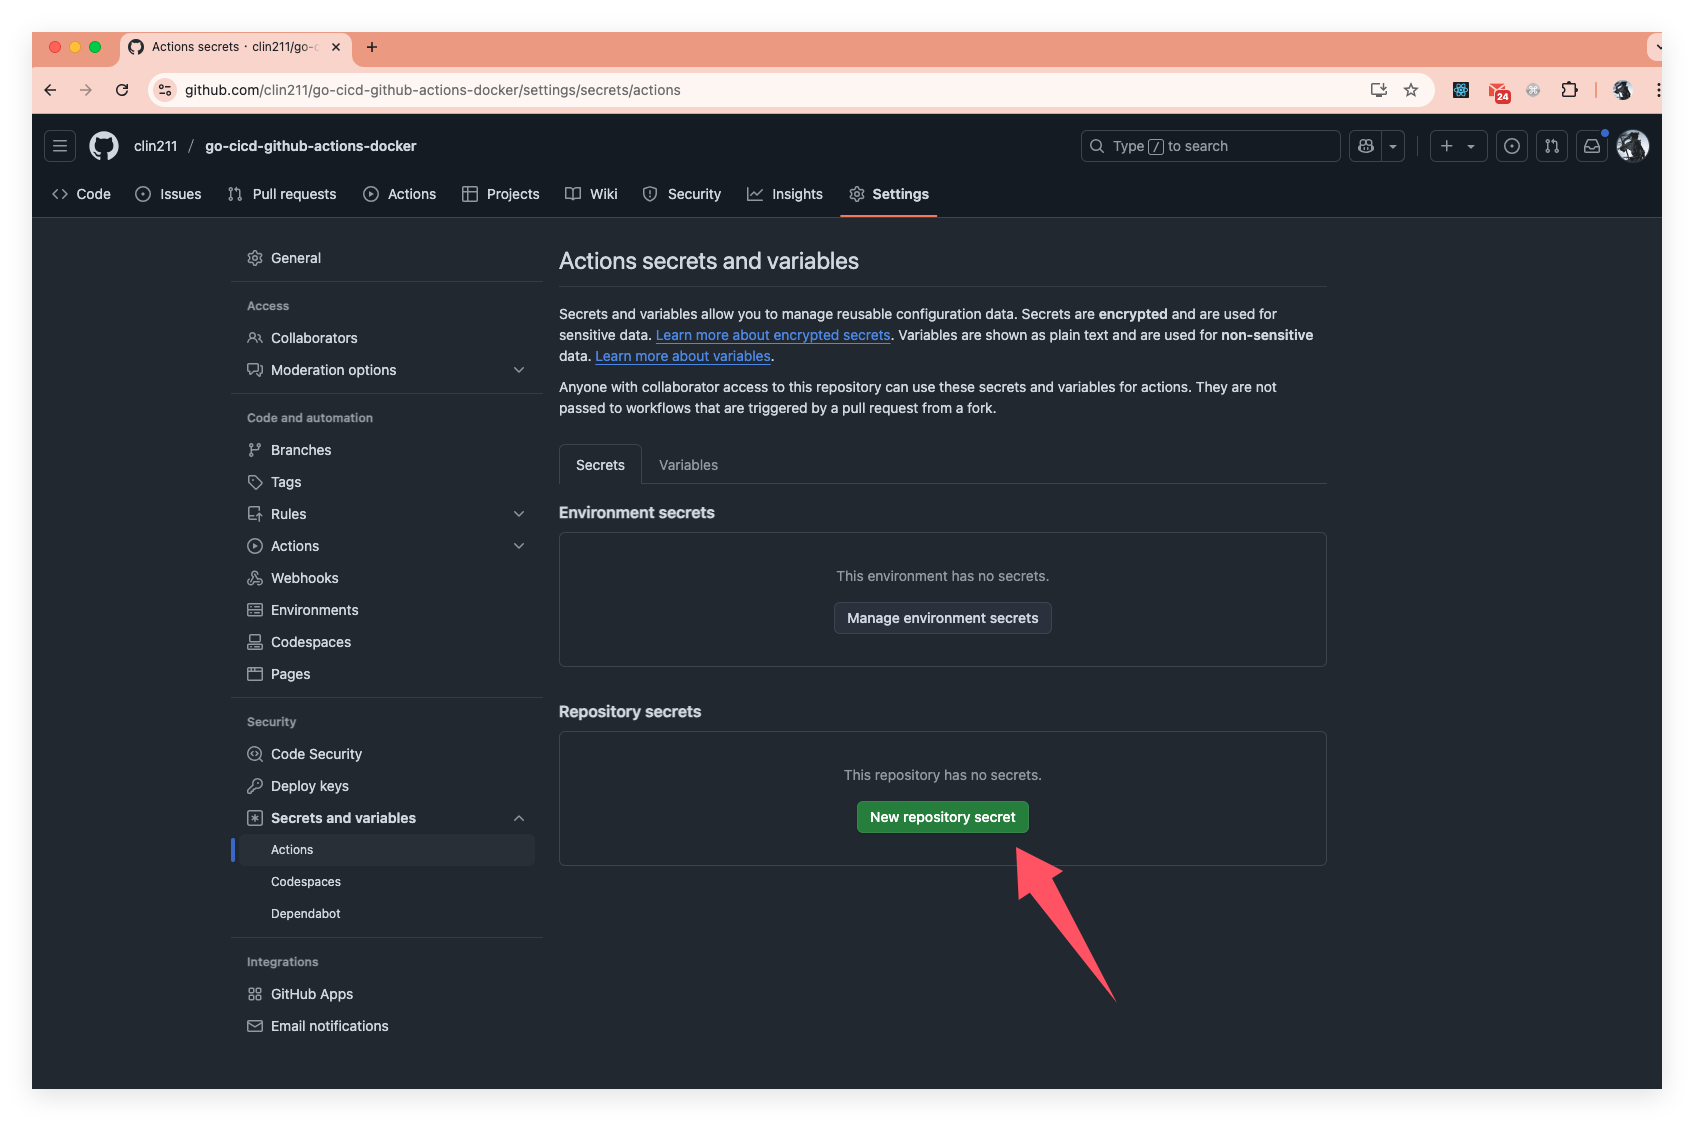 Actions secrets · clin211/go-c
github.com/clin211/go-cicd-github-actions-docker/settings/secrets/actions
24
clin211 / go-cicd-github-actions-docker
Type / to search
Code
Issues
Pull requests
Actions
Projects
Wiki
Security
Insights
Settings
General
Access
Collaborators
Moderation options
Code and automation
Branches
Tags
Rules
Actions
Webhooks
Environments
Codespaces
Pages
Security
Code Security
Deploy keys
Secrets and variables
Actions
Codespaces
Dependabot
Integrations
GitHub Apps
Email notifications
Actions secrets and variables
Secrets and variables allow you to manage reusable configuration data. Secrets are encrypted and are used for
sensitive data. Learn more about encrypted secrets. Variables are shown as plain text and are used for non-sensitive
data. Learn more about variables.
Anyone with collaborator access to this repository can use these secrets and variables for actions. They are not
passed to workflows that are triggered by a pull request from a fork.
Secrets
Variables
Environment secrets
This environment has no secrets.
Manage environment secrets
Repository secrets
This repository has no secrets.
New repository secret